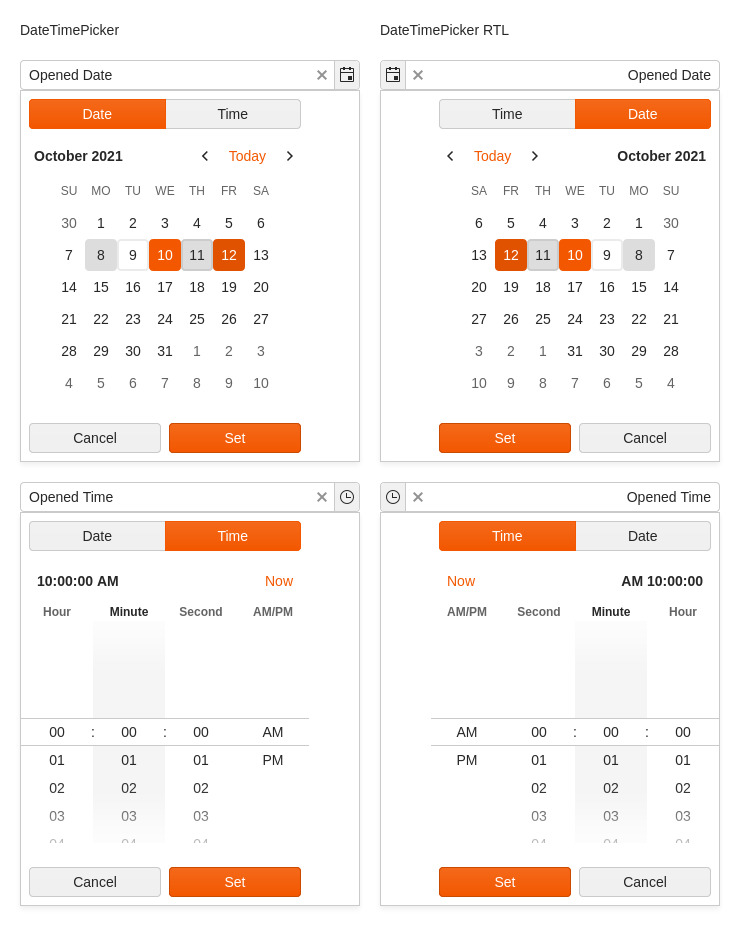 DateTimePicker
DateTimePicker RTL
Opened Date
Date Time
October 2021 Today
SU MO TU WE TH FR SA
30 1 2 3 4 5 6
7 8 9 10 11 12 13
14 15 16 17 18 19 20
21 22 23 24 25 26 27
28 29 30 31 1 2 3
4 5 6 7 8 9 10
Cancel Set
Opened Date
Time Date
Today October 2021
SA FR TH WE TU MO SU
6 5 4 3 2 1 30
13 12 11 10 9 8 7
20 19 18 17 16 15 14
27 26 25 24 23 22 21
3 2 1 31 30 29 28
10 9 8 7 6 5 4
Set Cancel
Opened Time
Date Time
10:00:00 AM Now
Hour Minute Second AM/PM
00 : 00 : 00 AM
01 01 01 PM
02 02 02
03 03 03
04 04 04
Cancel Set
Opened Time
Time Date
Now AM 10:00:00
AM/PM Second Minute Hour
AM 00 : 00 : 00
PM 01 01 01
02 02 02
03 03 03
04 04 04
Set Cancel